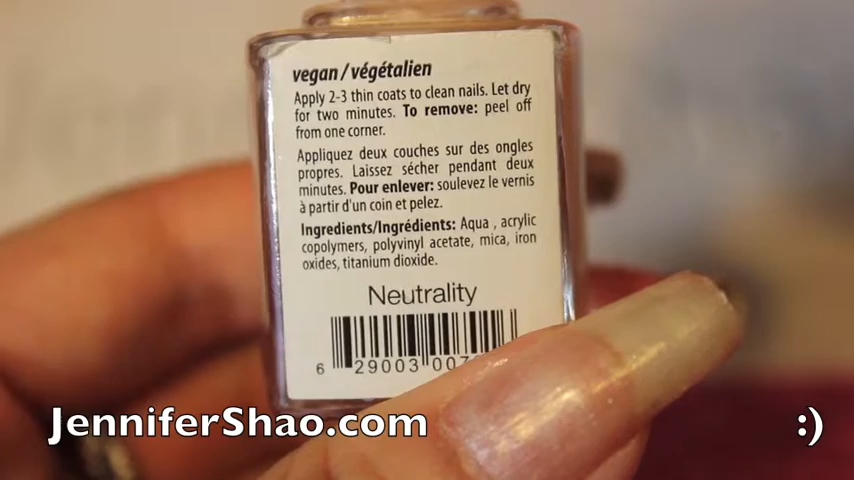 vegan/végétalien
Apply 2-3 thin coats to clean nails. Let dry
for two minutes. To remove: peel off
from one corner.
Appliquez deux couches sur des ongles
propres. Laissez sécher pendant deux
minutes. Pour enlever: soulevez le vernis
à partir d'un coin et pelez.
Ingredients/Ingrédients: Aqua , acrylic
copolymers, polyvinyl acetate, mica, iron
oxides, titanium dioxide.
Neutrality
6 29003 007
JenniferShao.com :)